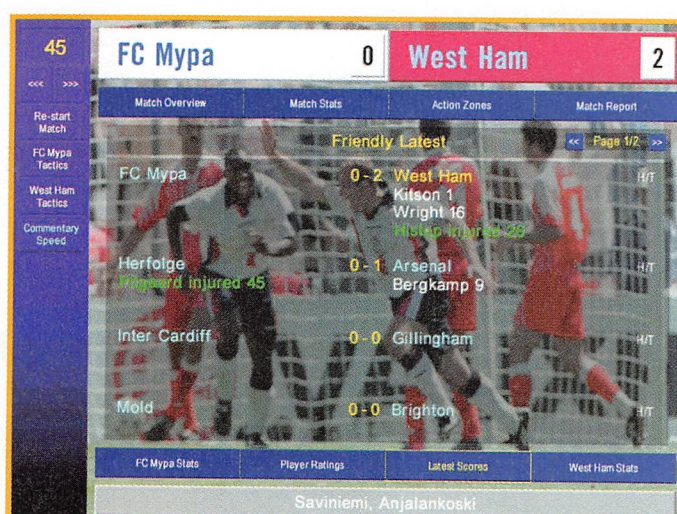 45
FC Mypa 0 West Ham 2
<<< >>>
Match Overview Match Stats Action Zones Match Report
Re-start
Match
FC Mypa
Tactics
West Ham
Tactics
Commentary
Speed
Friendly Latest << Page 1/2 >>
FC Mypa 0 - 2 West Ham H/T
Kitson 1
Wright 16
Hislop injured 28
Herfolge 0 - 1 Arsenal H/T
injured 45 Bergkamp 9
Inter Cardiff 0 - 0 Gillingham H/T
Mold 0 - 0 Brighton H/T
FC Mypa Stats Player Ratings Latest Scores West Ham Stats
Saviniemi, Anjalankoski